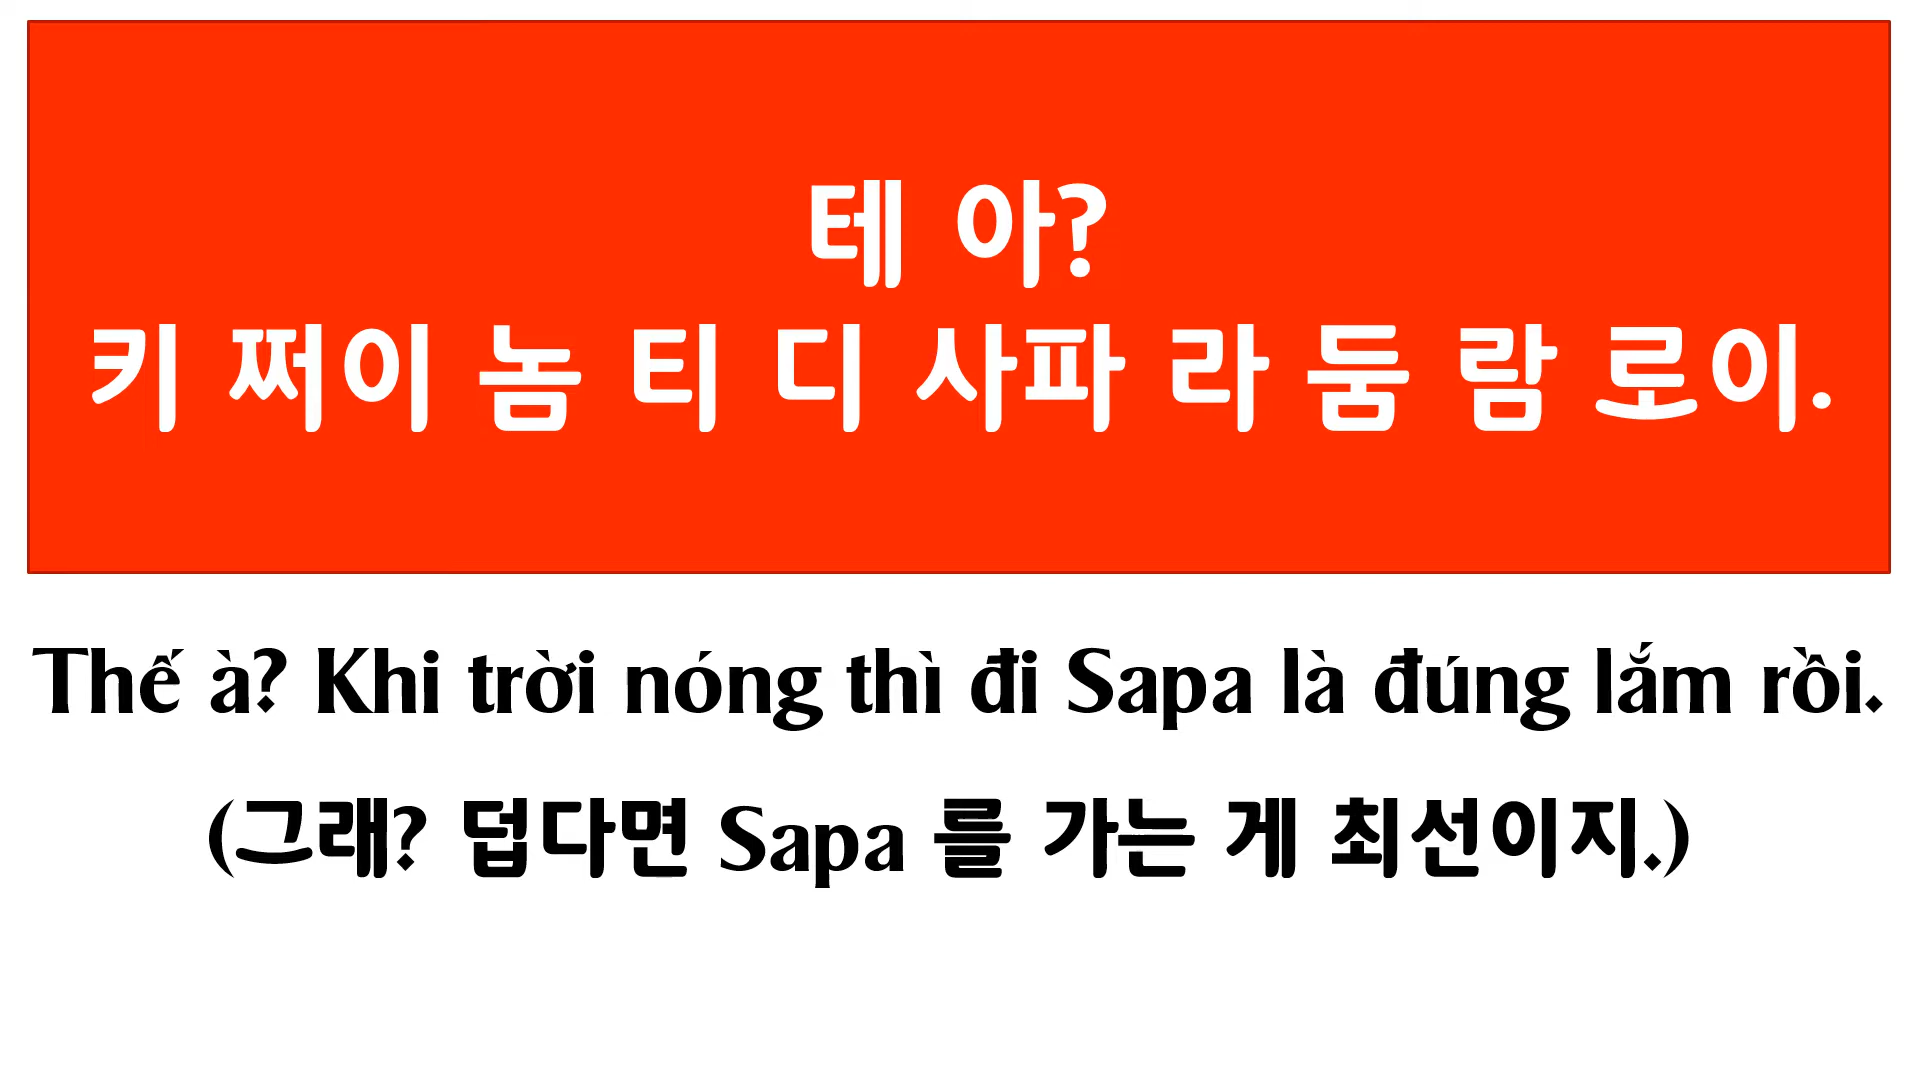 테 아?
키 쩌이 놈 티 디 사파 라 둠 람 로이.
Thế à? Khi trời nóng thì đi Sapa là đúng lắm rồi.
(그래? 덥다면 Sapa 를 가는 게 최선이지.)